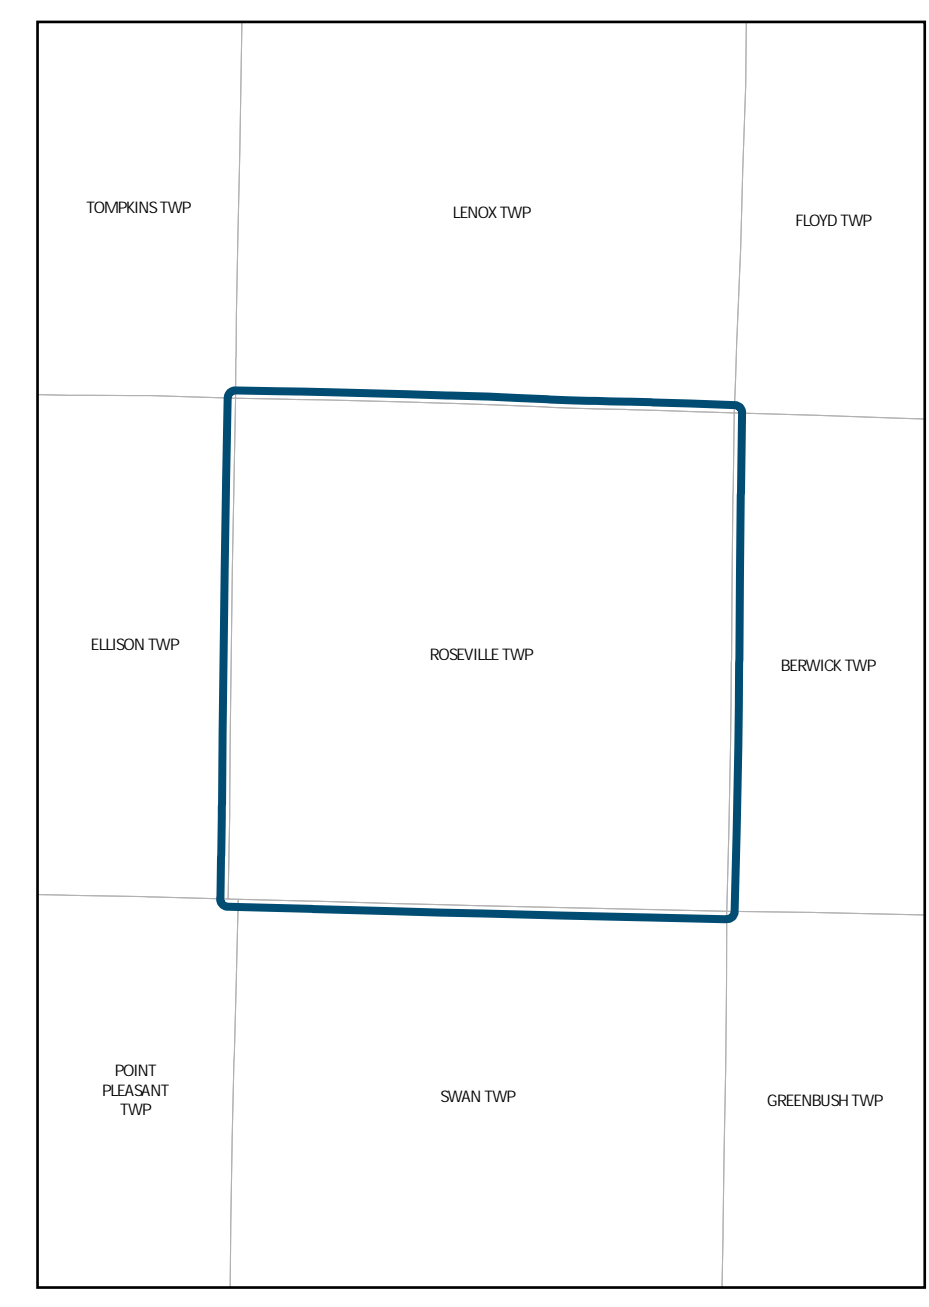 TOMPKINS TWP
LENOX TWP
FLOYD TWP
ELLISON TWP
ROSEVILLE TWP
BERWICK TWP
POINT
PLEASANT
TWP
SWAN TWP
GREENBUSH TWP